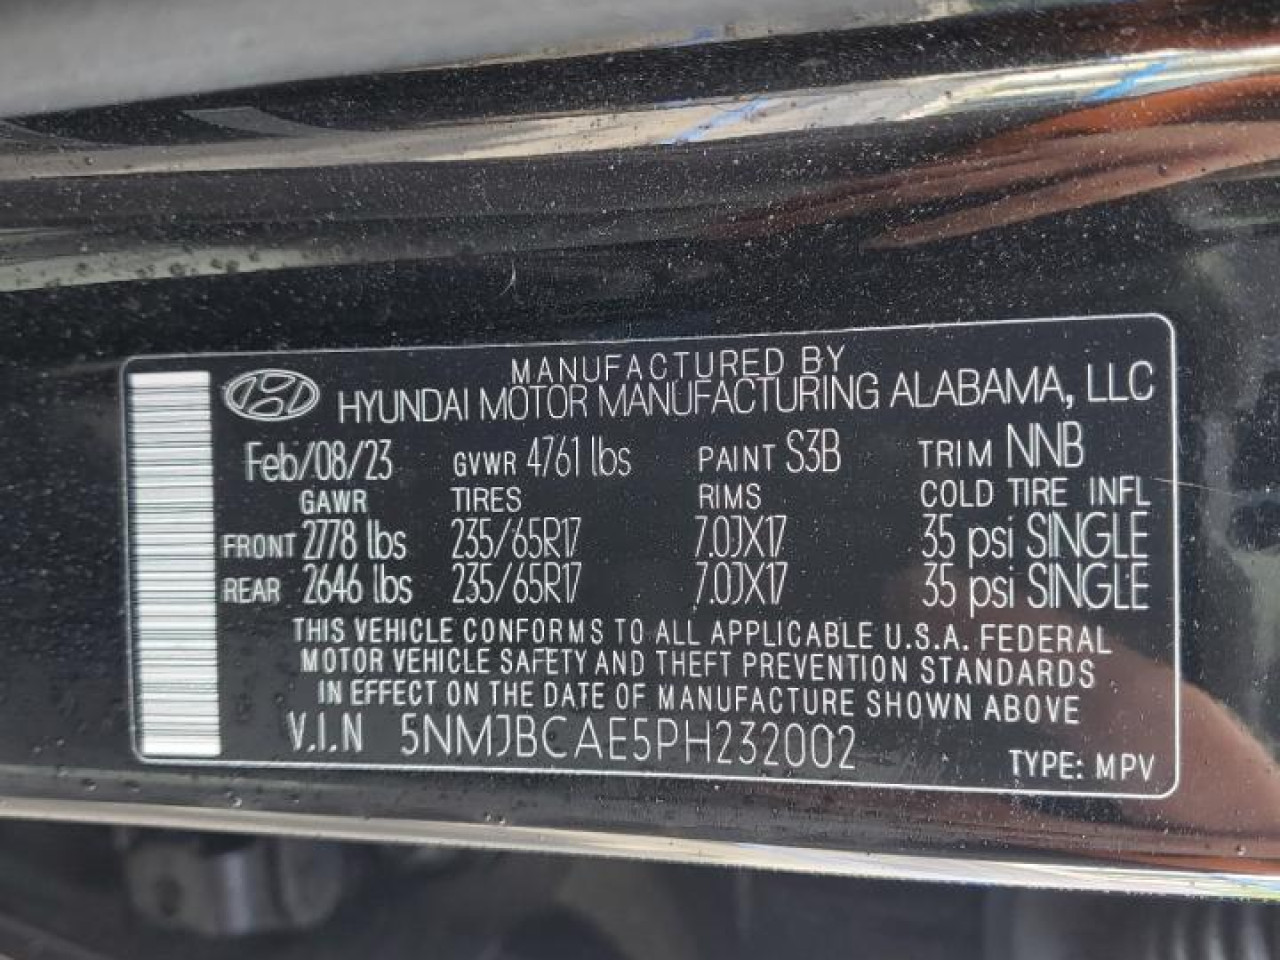 MANUFACTURED BY
HYUNDAI MOTOR MANUFACTURING ALABAMA, LLC
Feb/08/23 GVWR 4761 lbs PAINT S3B TRIM NNB
GAWR TIRES RIMS COLD TIRE INFL
FRONT 2778 lbs 235/65R17 7.0JX17 35 psi SINGLE
REAR 2646 lbs 235/65R17 7.0JX17 35 psi SINGLE
THIS VEHICLE CONFORMS TO ALL APPLICABLE U.S.A. FEDERAL
MOTOR VEHICLE SAFETY AND THEFT PREVENTION STANDARDS
IN EFFECT ON THE DATE OF MANUFACTURE SHOWN ABOVE
V.I.N 5NMJBCAE5PH232002
TYPE: MPV